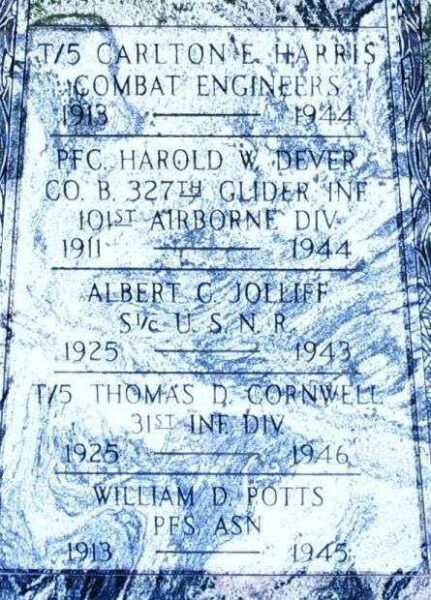 T/5 CARLTON E. HARRIS
COMBAT ENGINEERS
1913 — 1944
PFC. HAROLD W. DEVER
CO. B. 327TH GLIDER INF
101ST AIRBORNE DIV.
1911 — 1944
ALBERT C. JOLLIFF
S1/c U. S. N. R.
1925 — 1943
T/5 THOMAS D. CORNWELL
31ST INF DIV
1925 — 1946
WILLIAM D. POTTS
PFS ASN
1913 — 1945